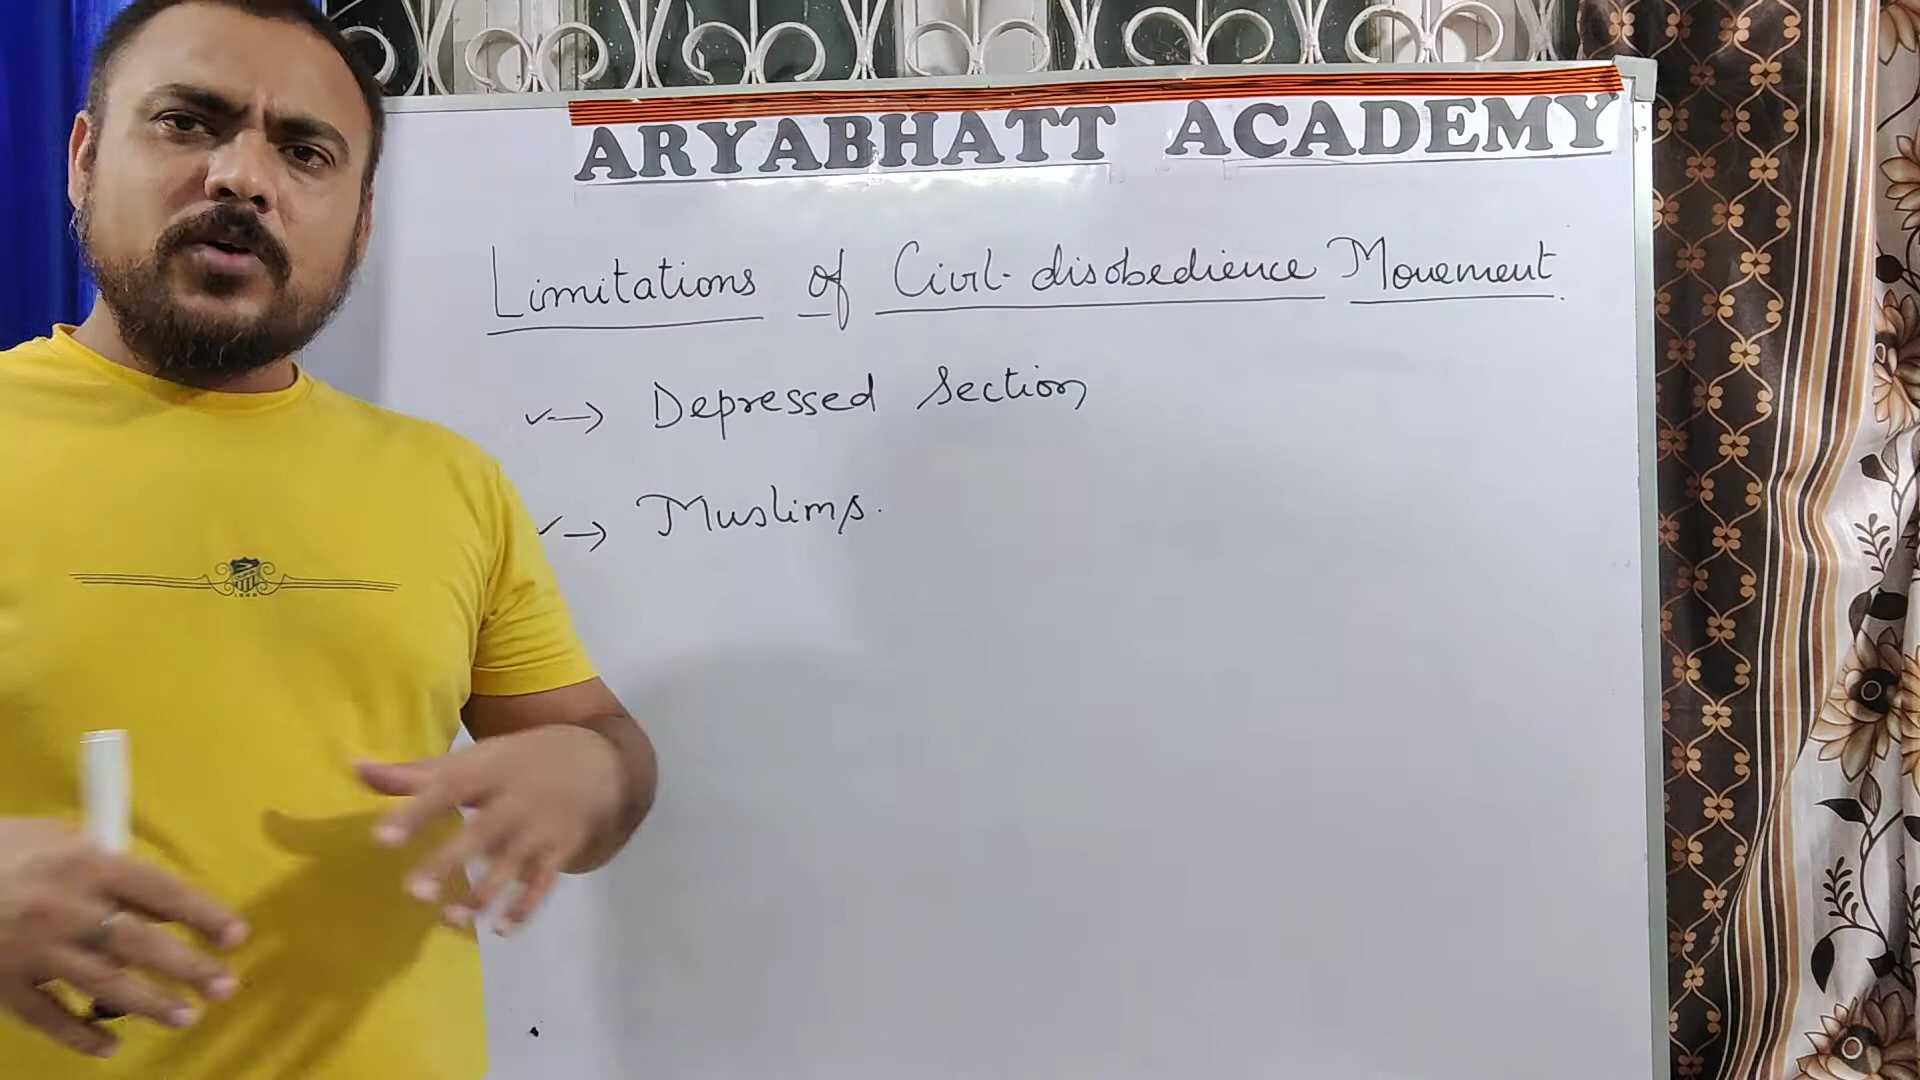 ARYABHATT ACADEMY
Limitations of Civil-disobedience Movement.
→ Depressed Section
→ Muslims.